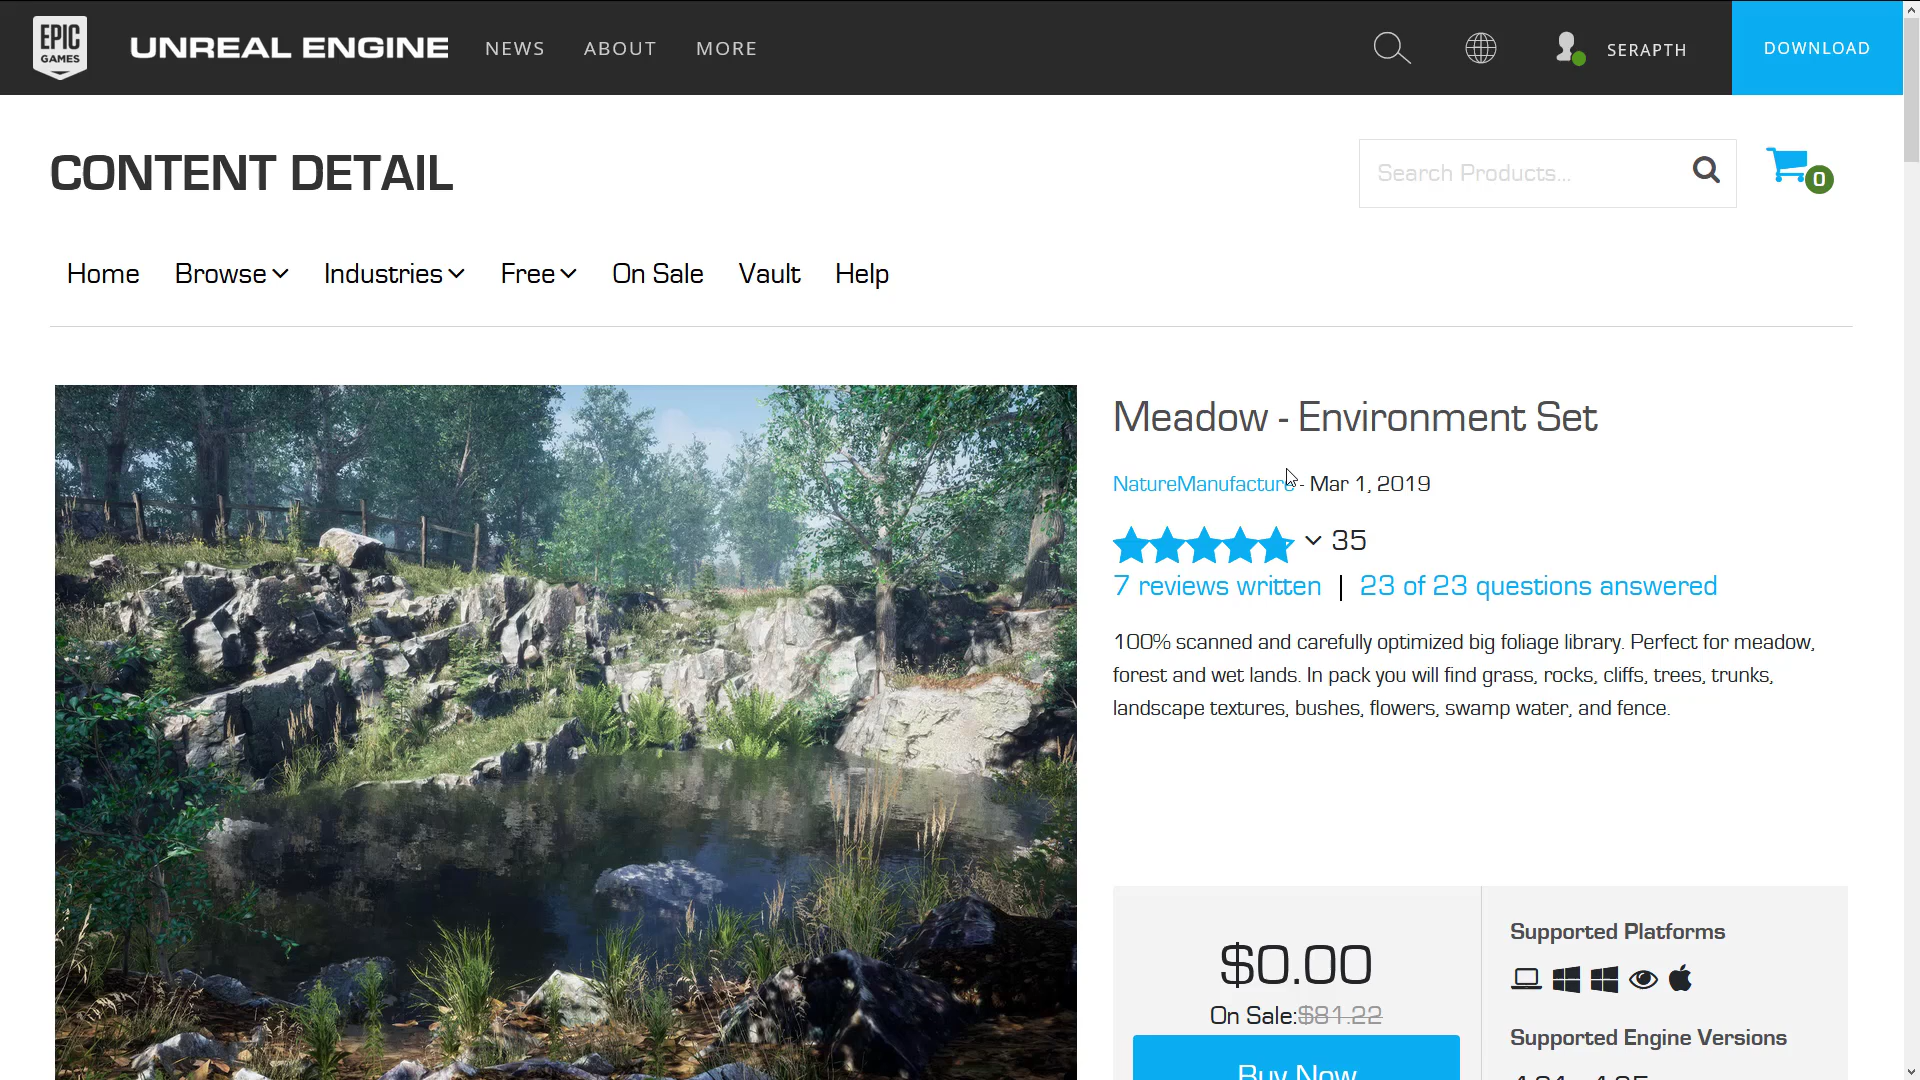 EPIC
GAMES
UNREAL ENGINE
NEWS
ABOUT
MORE
SERAPTH
DOWNLOAD
CONTENT DETAIL
Search Products...
0
Home
Browse
Industries
Free
On Sale
Vault
Help
Meadow - Environment Set
NatureManufacture - Mar 1, 2019
35
7 reviews written | 23 of 23 questions answered
100% scanned and carefully optimized big foliage library. Perfect for meadow,
forest and wet lands. In pack you will find grass, rocks, cliffs, trees, trunks,
landscape textures, bushes, flowers, swamp water, and fence.
$0.00
On Sale:$81.22
Buy Now
Supported Platforms
Supported Engine Versions